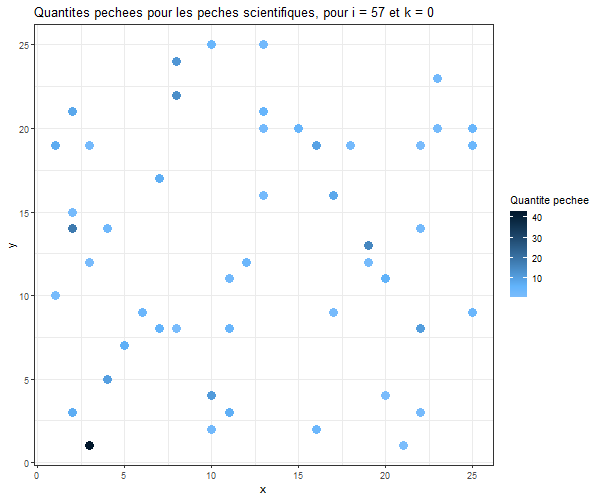 Quantites pechees pour les peches scientifiques, pour i = 57 et k = 0
y
25
20
15
10
5
0
0 5 10 15 20 25
x
Quantite pechee
40
30
20
10